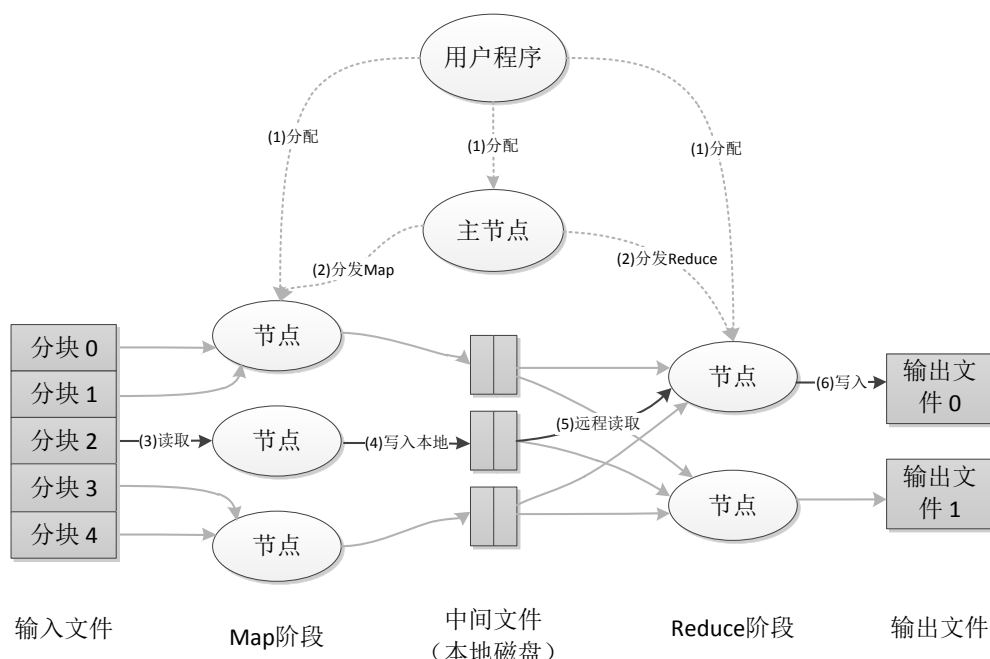 用户程序
(1)分配
(1)分配
(1)分配
主节点
(2)分发Map
(2)分发Reduce
分块 0
分块 1
分块 2
分块 3
分块 4
节点
(3)读取
节点
节点
(4)写入本地
(5)远程读取
节点
节点
(6)写入
输出文
件 0
输出文
件 1
输入文件
Map阶段
中间文件
（本地磁盘）
Reduce阶段
输出文件